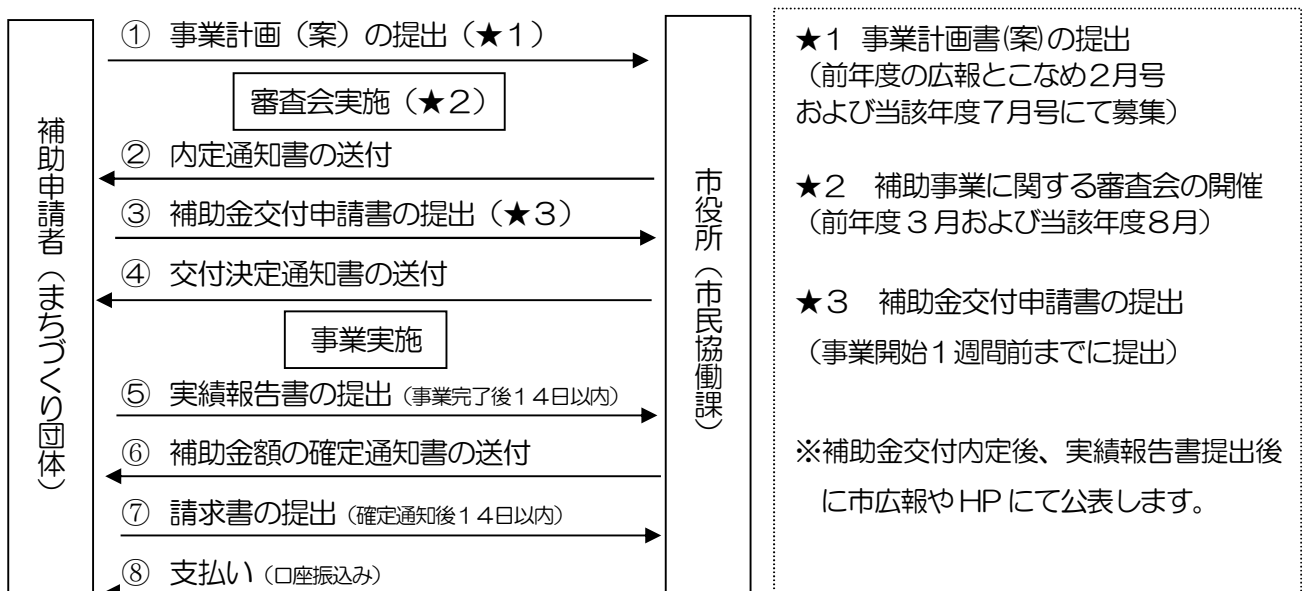 補助申請者（まちづくり団体）
① 事業計画（案）の提出（★１）
審査会実施（★２）
② 内定通知書の送付
③ 補助金交付申請書の提出（★３）
④ 交付決定通知書の送付
事業実施
⑤ 実績報告書の提出（事業完了後１４日以内）
⑥ 補助金額の確定通知書の送付
⑦ 請求書の提出（確定通知後１４日以内）
⑧ 支払い（口座振込み）
市役所（市民協働課）
★１ 事業計画書(案)の提出
（前年度の広報とこなめ２月号
および当該年度７月号にて募集）
★２　補助事業に関する審査会の開催
（前年度３月および当該年度８月）
★３　補助金交付申請書の提出
（事業開始１週間前までに提出）
※補助金交付内定後、実績報告書提出後
に市広報や HP にて公表します。